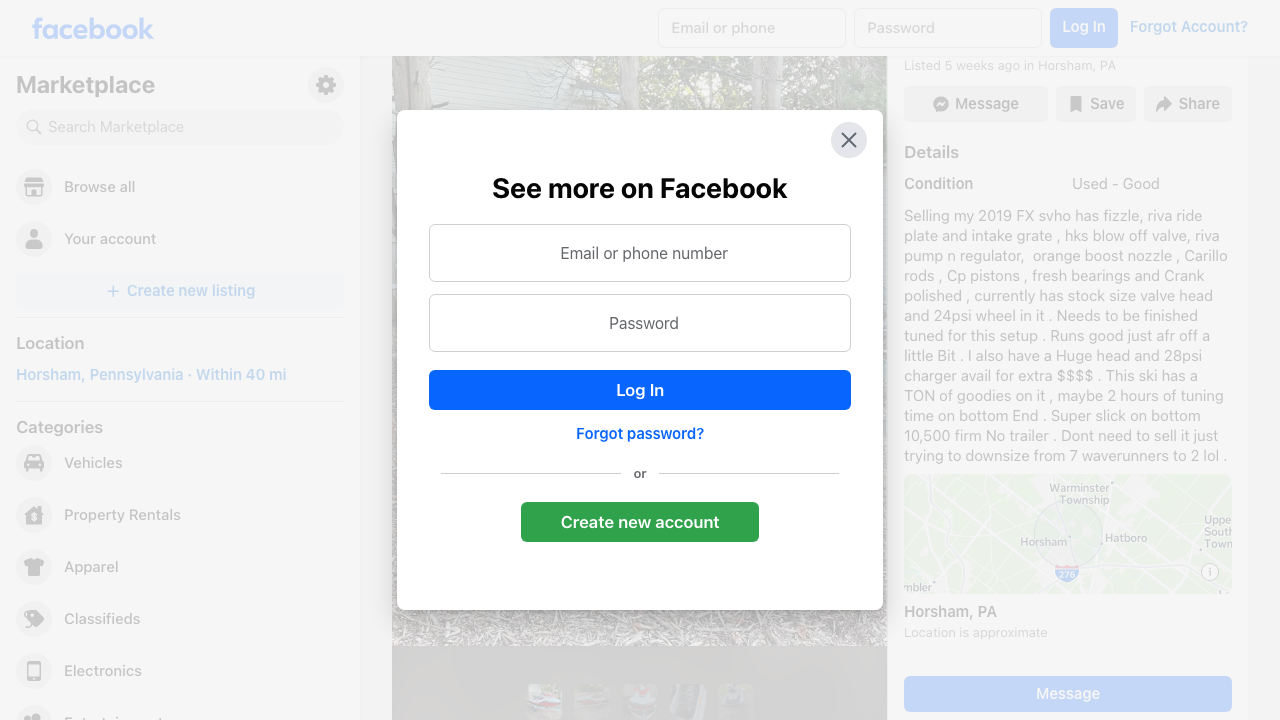 facebook
Email or phone
Password
Log In
Forgot Account?
Marketplace
Search Marketplace
Browse all
Your account
Create new listing
Location
Horsham, Pennsylvania · Within 40 mi
Categories
Vehicles
Property Rentals
Apparel
Classifieds
Electronics
See more on Facebook
Email or phone number
Password
Log In
Forgot password?
or
Create new account
Listed 5 weeks ago in Horsham, PA
Message
Save
Share
Details
Condition
Used - Good
Selling my 2019 FX svho has fizzle, riva ride
plate and intake grate , hks blow off valve, riva
pump n regulator,  orange boost nozzle , Carillo
rods , Cp pistons , fresh bearings and Crank
polished , currently has stock size valve head
and 24psi wheel in it . Needs to be finished
tuned for this setup . Runs good just afr off a
little Bit . I also have a Huge head and 28psi
charger avail for extra $$$$ . This ski has a
TON of goodies on it , maybe 2 hours of tuning
time on bottom End . Super slick on bottom
10,500 firm No trailer . Dont need to sell it just
trying to downsize from 7 waverunners to 2 lol .
Warminster
Township
Horsham
Hatboro
Uppe
South
Town
276
mbler
Horsham, PA
Location is approximate
Message